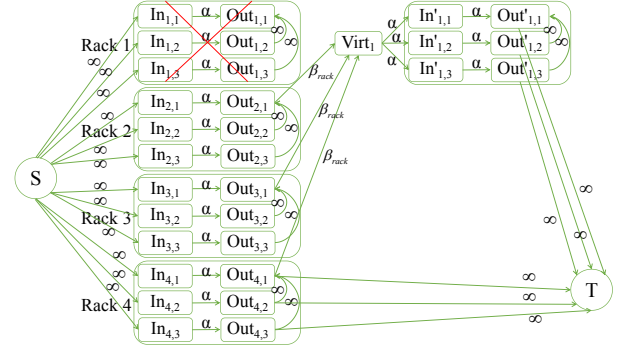 In1,1 α Out1,1 ∞
Rack 1 In1,2 α Out1,2 ∞
In1,3 α Out1,3
∞ ∞ ∞
In2,1 α Out2,1 ∞
Rack 2 In2,2 α Out2,2 ∞
In2,3 α Out2,3
∞ ∞ ∞
S
In3,1 α Out3,1 ∞
Rack 3 In3,2 α Out3,2 ∞
In3,3 α Out3,3
∞ ∞ ∞
In4,1 α Out4,1 ∞
Rack 4 In4,2 α Out4,2 ∞
In4,3 α Out4,3
∞ ∞ ∞
βrack
βrack
βrack
Virt1
α α α
In'1,1 α Out'1,1 ∞
In'1,2 α Out'1,2 ∞
In'1,3 α Out'1,3
∞ ∞ ∞
∞ ∞ ∞
T